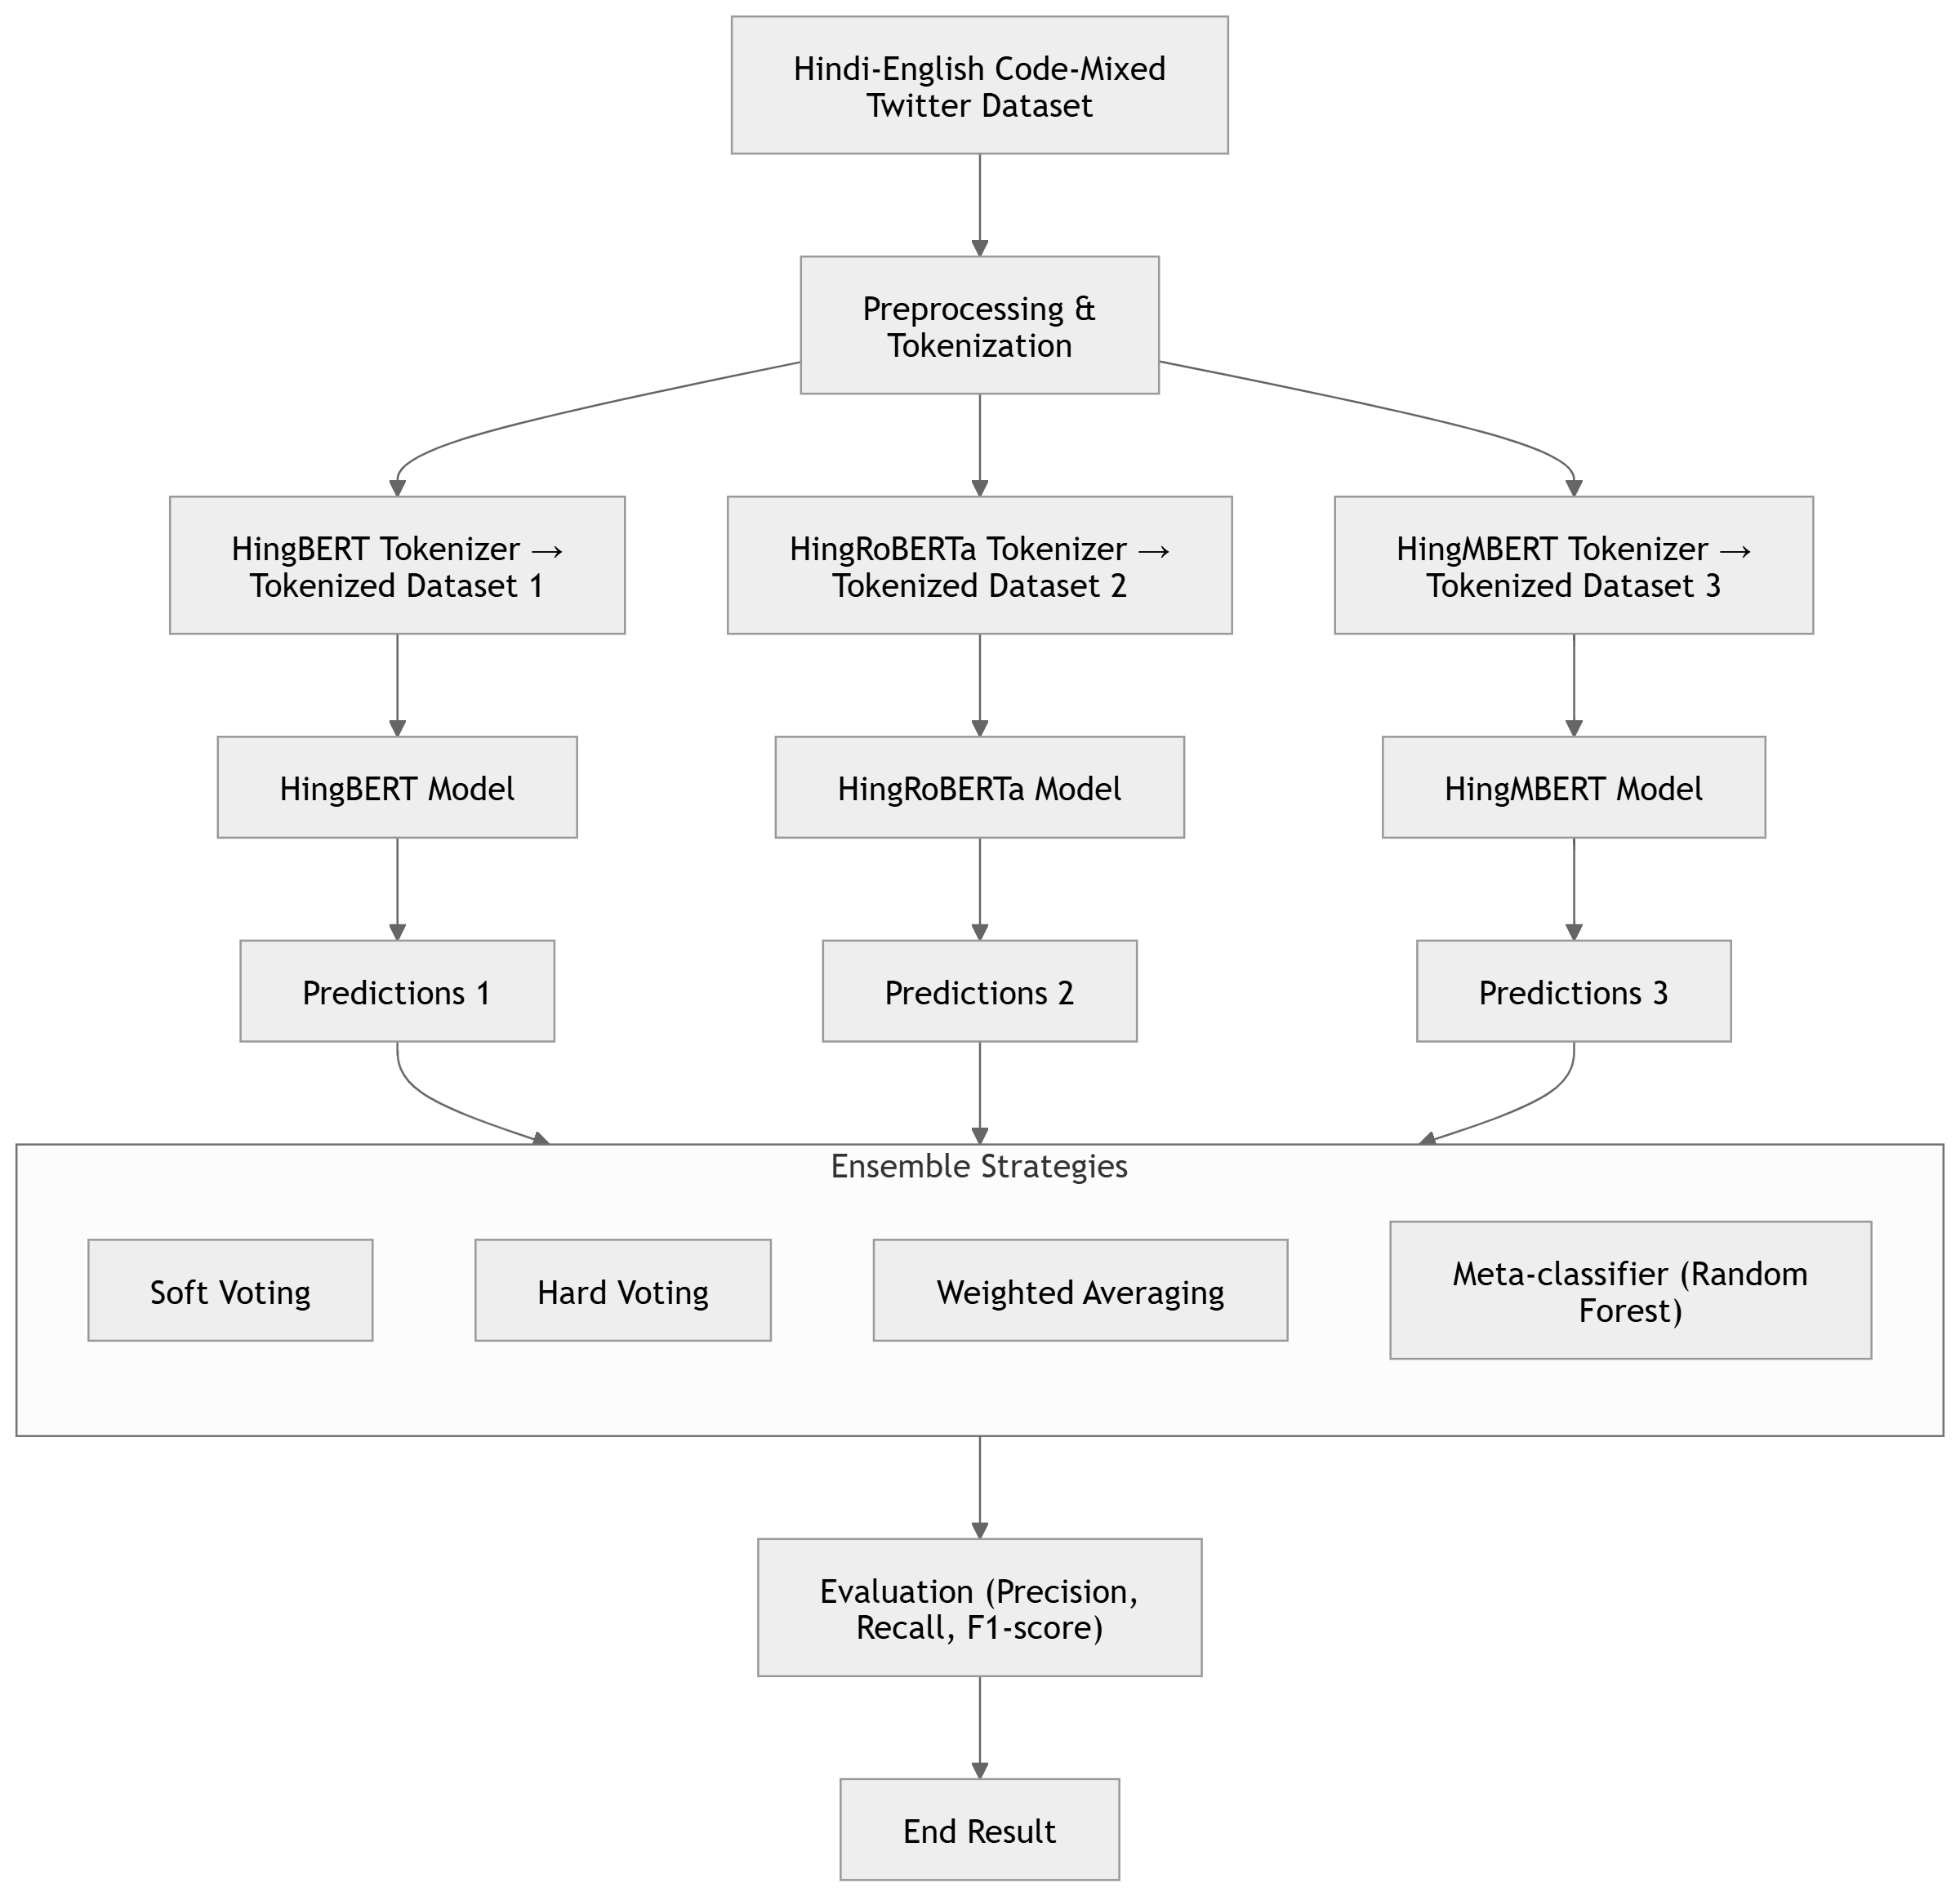 Hindi-English Code-Mixed
Twitter Dataset
Preprocessing &
Tokenization
HingBERT Tokenizer →
Tokenized Dataset 1
HingRoBERTa Tokenizer →
Tokenized Dataset 2
HingMBERT Tokenizer →
Tokenized Dataset 3
HingBERT Model
HingRoBERTa Model
HingMBERT Model
Predictions 1
Predictions 2
Predictions 3
Ensemble Strategies
Soft Voting
Hard Voting
Weighted Averaging
Meta-classifier (Random
Forest)
Evaluation (Precision,
Recall, F1-score)
End Result